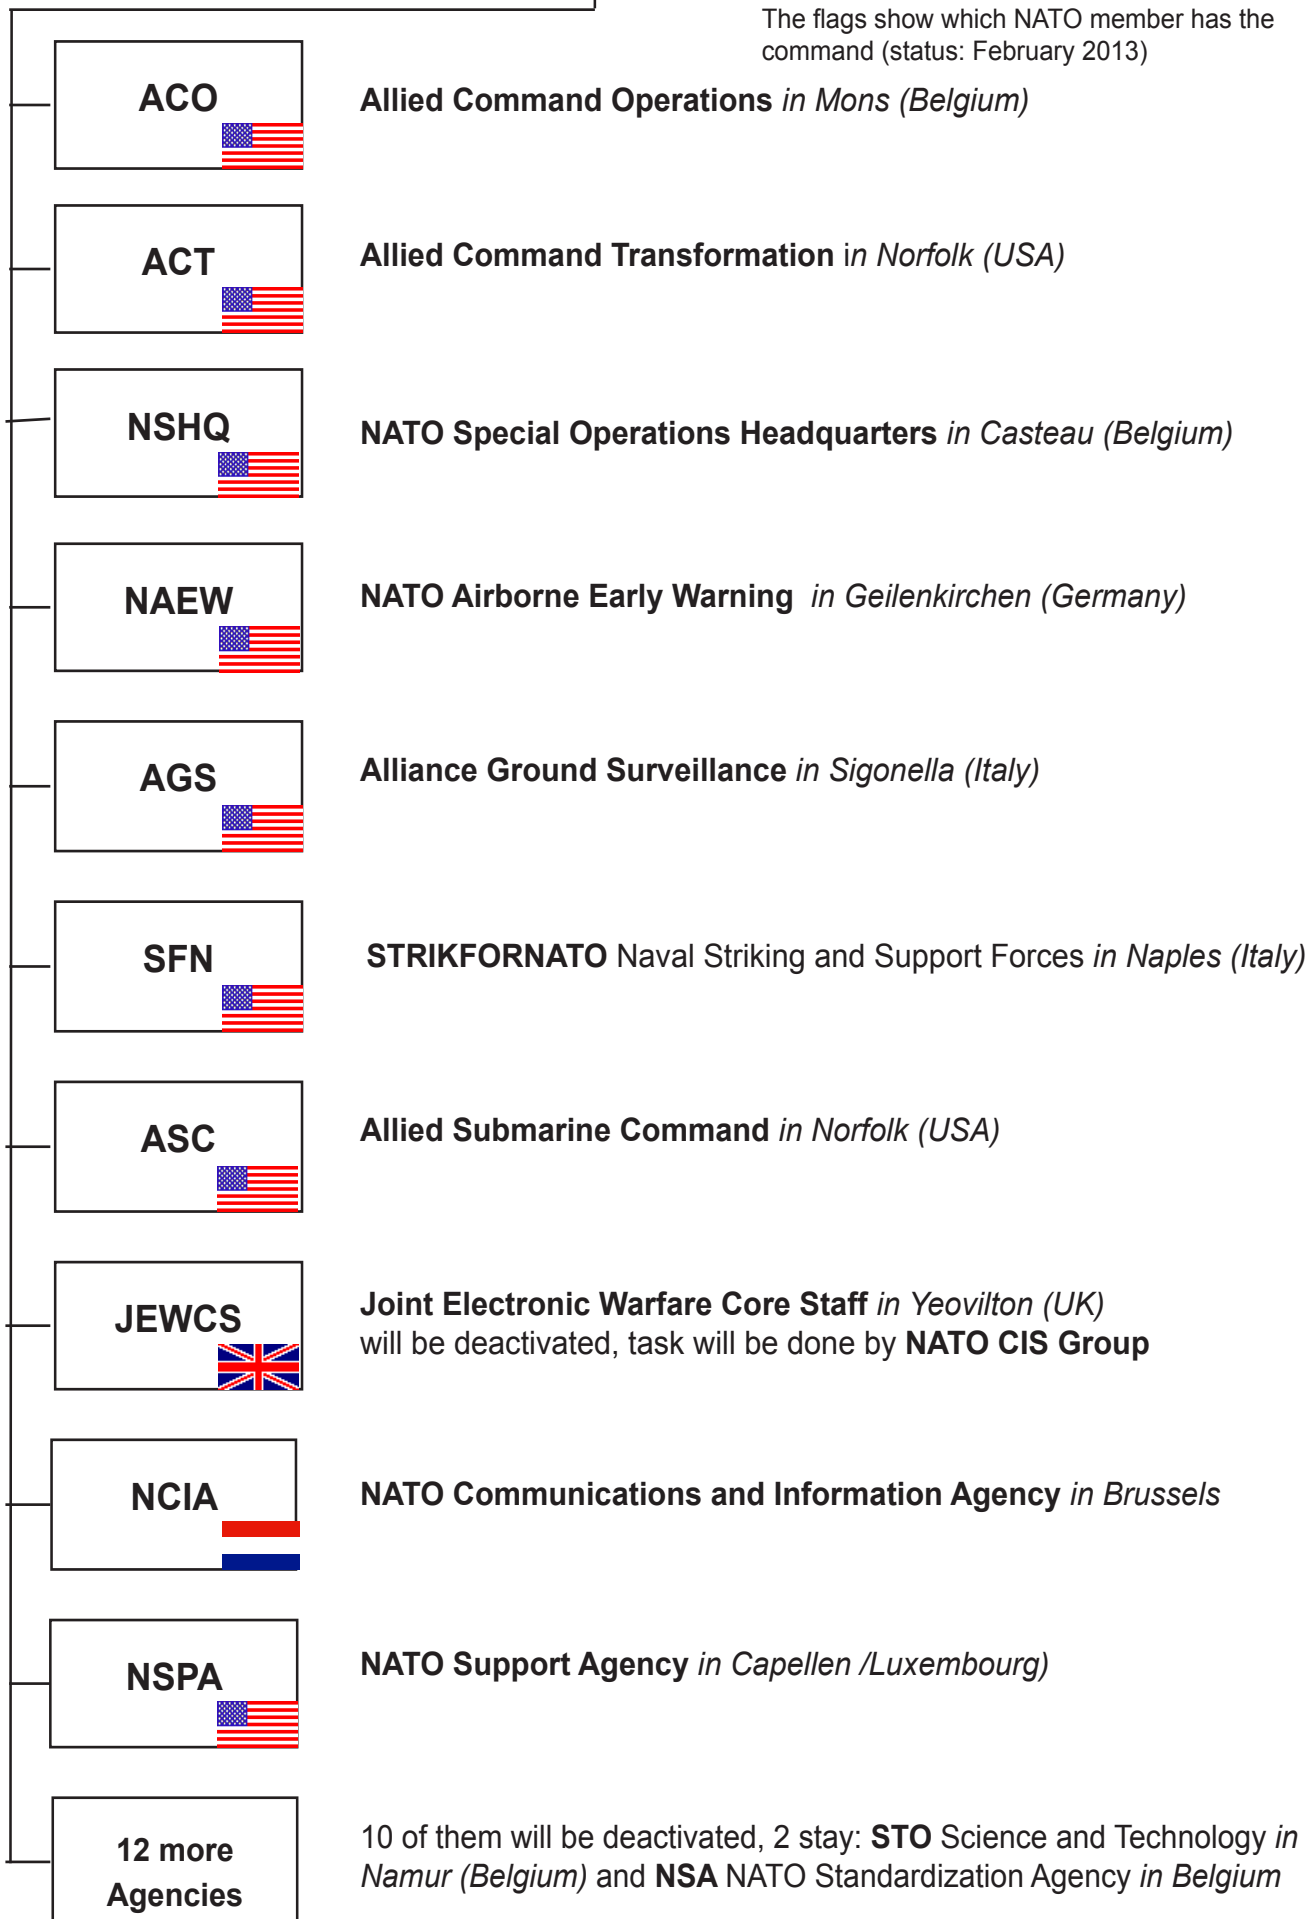 The flags show which NATO member has the
command (status: February 2013)
ACO
Allied Command Operations in Mons (Belgium)
ACT
Allied Command Transformation in Norfolk (USA)
NSHQ
NATO Special Operations Headquarters in Casteau (Belgium)
NAEW
NATO Airborne Early Warning in Geilenkirchen (Germany)
AGS
Alliance Ground Surveillance in Sigonella (Italy)
SFN
STRIKFORNATO Naval Striking and Support Forces in Naples (Italy)
ASC
Allied Submarine Command in Norfolk (USA)
JEWCS
Joint Electronic Warfare Core Staff in Yeovilton (UK)
will be deactivated, task will be done by NATO CIS Group
NCIA
NATO Communications and Information Agency in Brussels
NSPA
NATO Support Agency in Capellen /Luxembourg)
12 more
Agencies
10 of them will be deactivated, 2 stay: STO Science and Technology in
Namur (Belgium) and NSA NATO Standardization Agency in Belgium